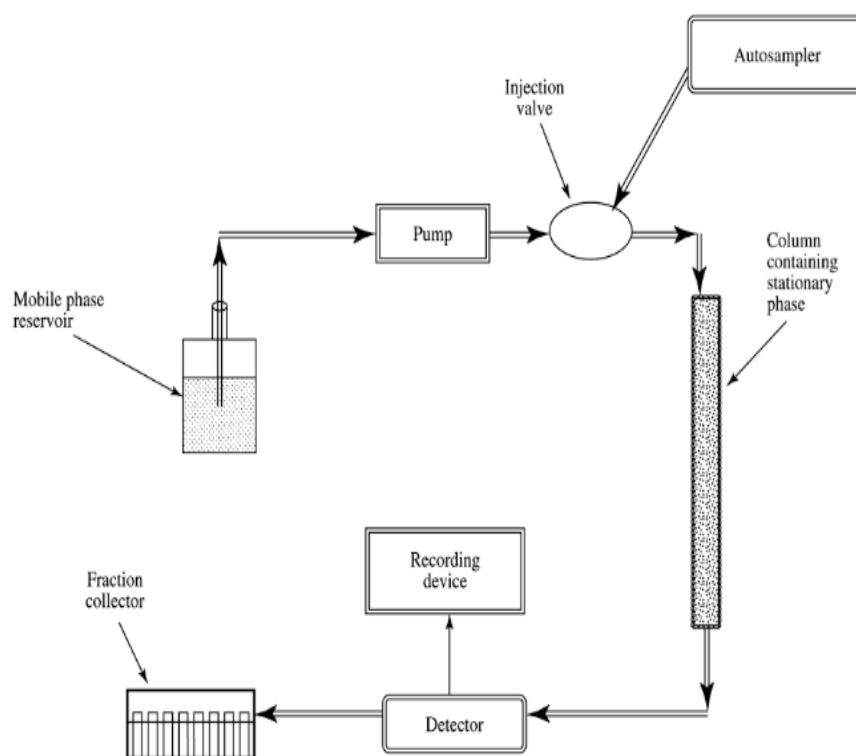 Autosampler
Injection
valve
Pump
Column
containing
stationary
phase
Mobile phase
reservoir
Recording
device
Fraction
collector
Detector